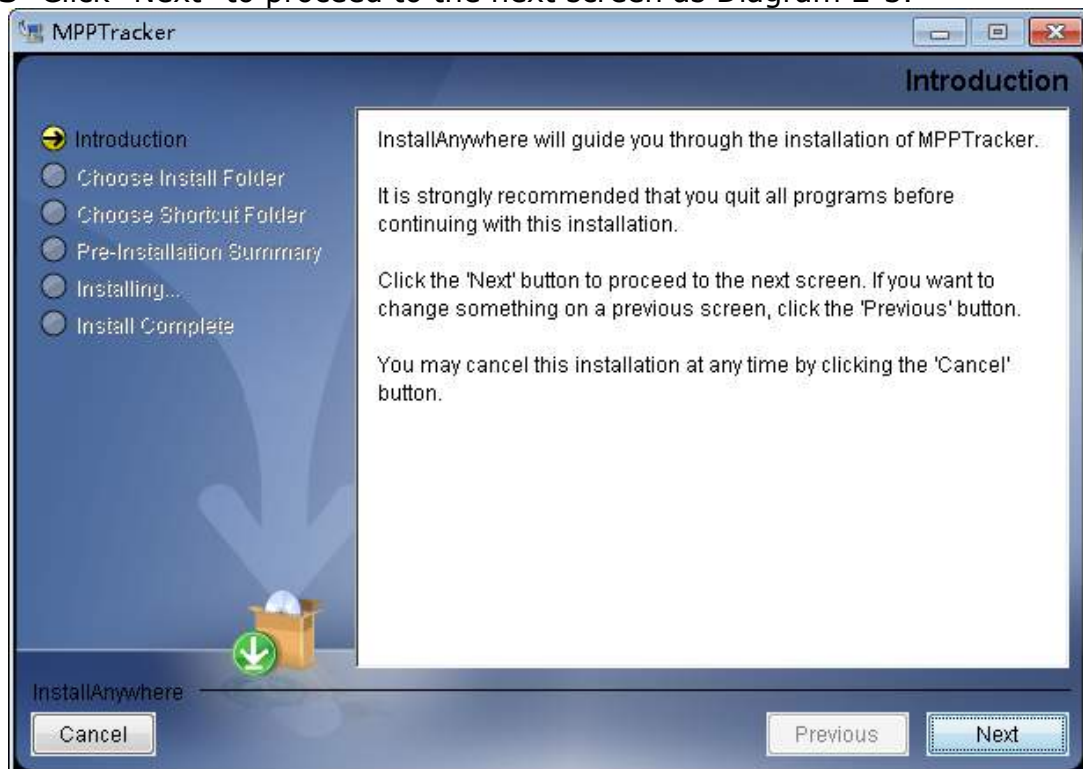 Click "Next" to proceed to the next screen as Diagram 2-3.
MPPTracker
Introduction
Introduction
Choose Install Folder
Choose Shortcut Folder
Pre-Installation Summary
Installing...
Install Complete
InstallAnywhere will guide you through the installation of MPPTracker.
It is strongly recommended that you quit all programs before
continuing with this installation.
Click the 'Next' button to proceed to the next screen. If you want to
change something on a previous screen, click the 'Previous' button.
You may cancel this installation at any time by clicking the 'Cancel'
button.
InstallAnywhere
Cancel
Previous
Next